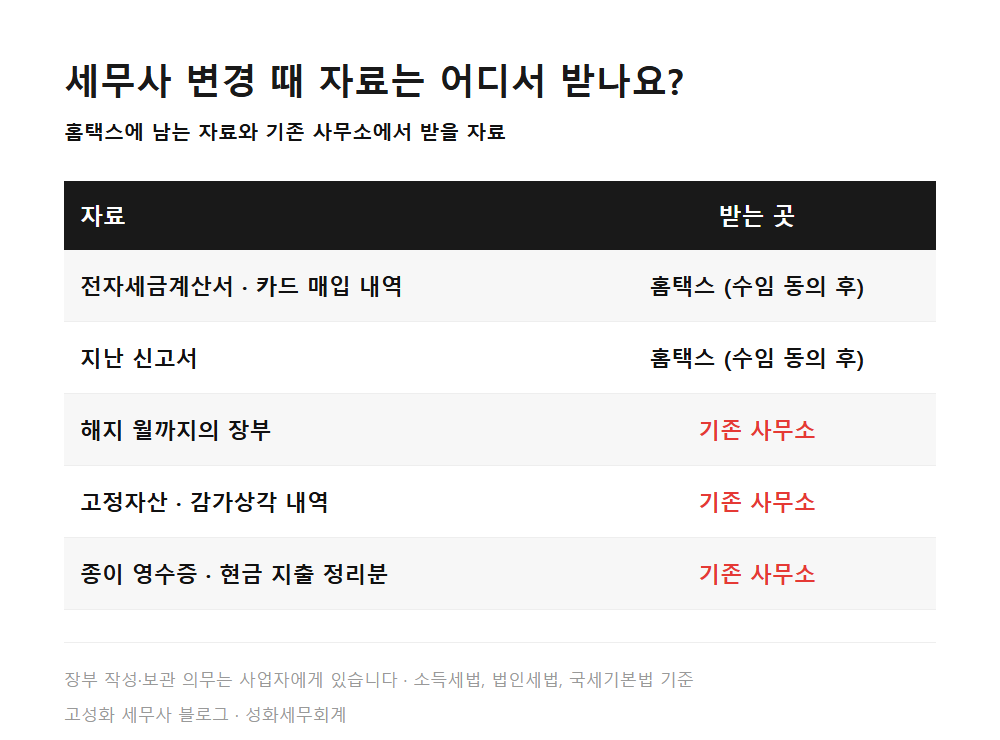 세무사 변경 때 자료는 어디서 받나요?
홈택스에 남는 자료와 기존 사무소에서 받을 자료
자료 받는 곳
전자세금계산서 · 카드 매입 내역 홈택스 (수임 동의 후)
지난 신고서 홈택스 (수임 동의 후)
해지 월까지의 장부 기존 사무소
고정자산 · 감가상각 내역 기존 사무소
종이 영수증 · 현금 지출 정리분 기존 사무소
장부 작성·보관 의무는 사업자에게 있습니다 · 소득세법, 법인세법, 국세기본법 기준
고성화 세무사 블로그 · 성화세무회계